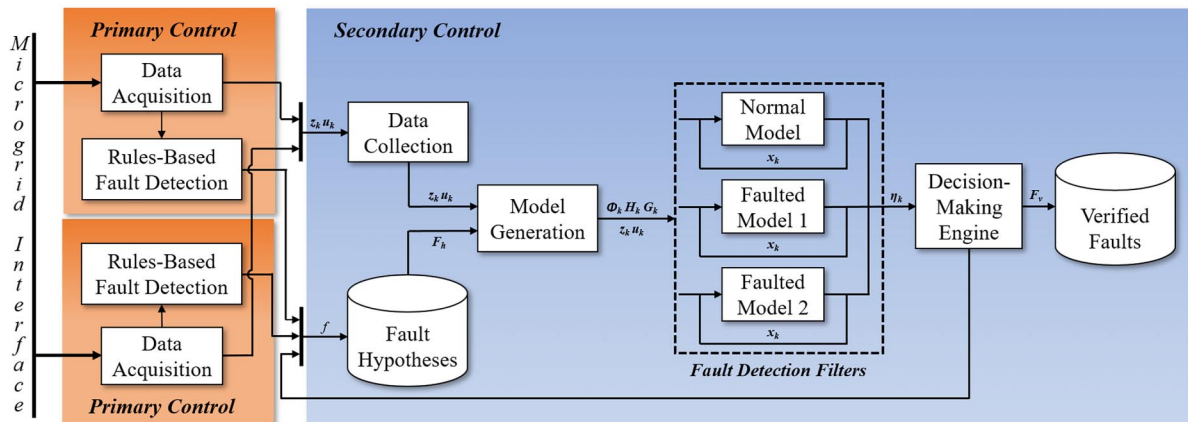 Microgrid Interface
Primary Control
Data
Acquisition
Rules-Based
Fault Detection
Rules-Based
Fault Detection
Data
Acquisition
Primary Control
Secondary Control
z_k u_k
Data
Collection
z_k u_k
F_h
f
Fault
Hypotheses
Model
Generation
Φ_k H_k G_k
z_k u_k
Normal
Model
x_k
Faulted
Model 1
x_k
Faulted
Model 2
x_k
Fault Detection Filters
η_k
Decision-
Making
Engine
F_v
Verified
Faults